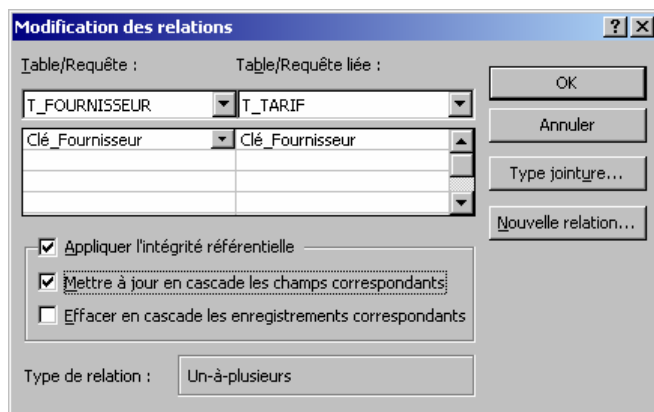 Modification des relations
Table/Requête :
Table/Requête liée :
T_FOURNISSEUR
T_TARIF
Clé_Fournisseur
Clé_Fournisseur
OK
Annuler
Type jointure...
Nouvelle relation...
Appliquer l'intégrité référentielle
Mettre à jour en cascade les champs correspondants
Effacer en cascade les enregistrements correspondants
Type de relation :
Un-à-plusieurs